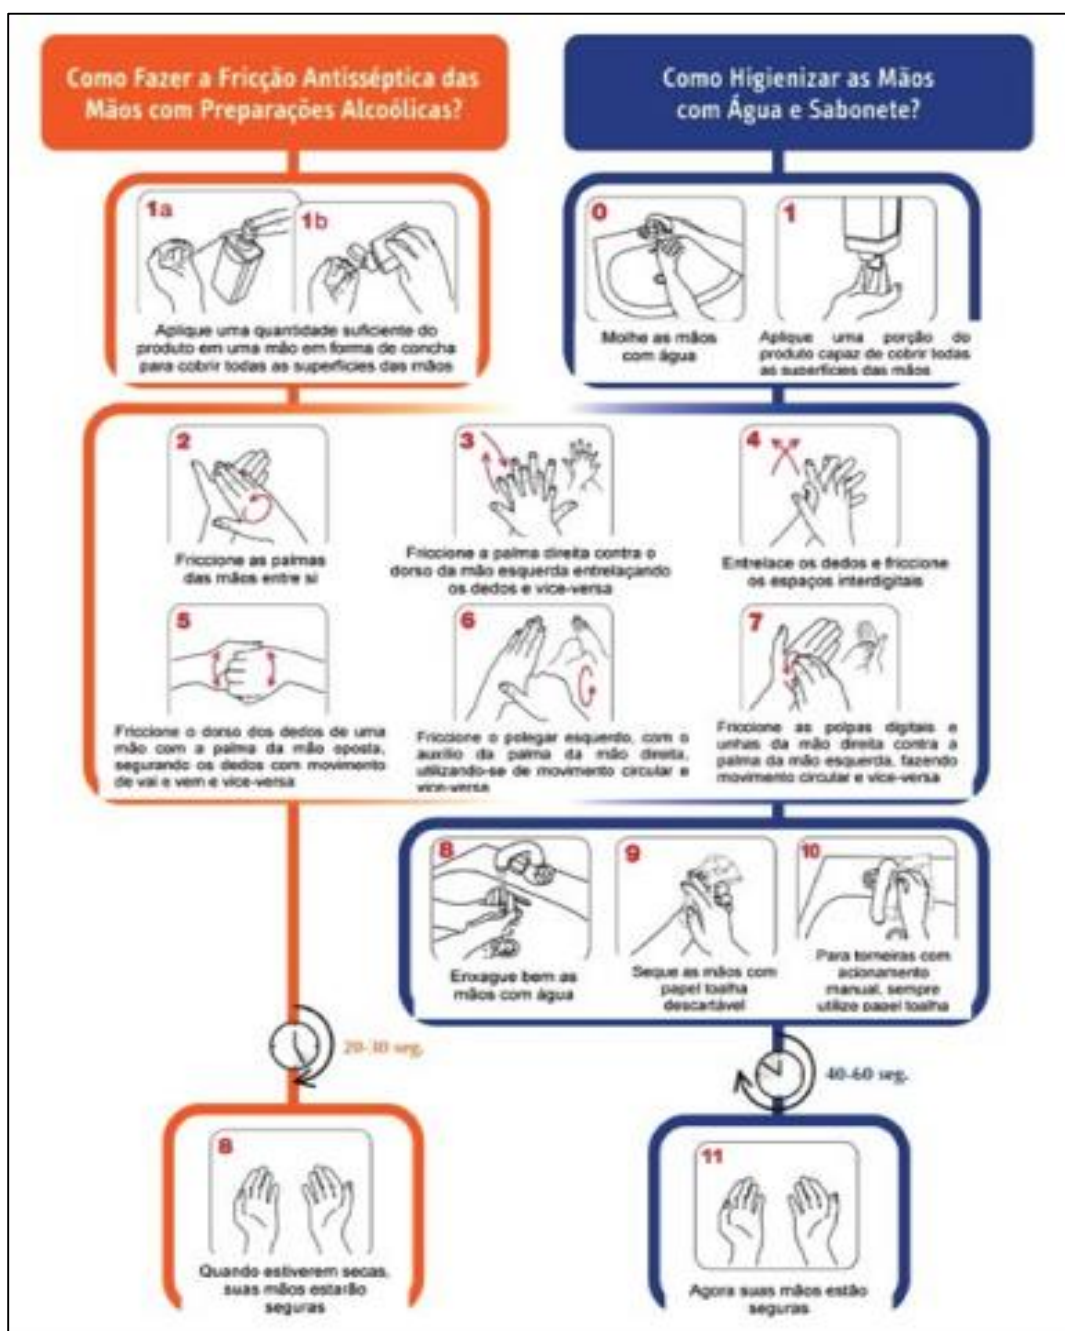 Como Fazer a Fricção Antisséptica das
Mãos com Preparações Alcoólicas?
Como Higienizar as Mãos
com Água e Sabonete?
1a
1b
Aplique uma quantidade suficiente do
produto em uma mão em forma de concha
para cobrir todas as superfícies das mãos
0
Molhe as mãos
com água
1
Aplique uma porção do
produto capaz de cobrir todas
as superfícies das mãos
2
Friccione as palmas
das mãos entre si
3
Friccione a palma direita contra o
dorso da mão esquerda entrelaçando
os dedos e vice-versa
4
Entrelace os dedos e friccione
os espaços interdigitais
5
Friccione o dorso dos dedos de uma
mão com a palma da mão oposta,
segurando os dedos com movimento
de vai e vem e vice-versa
6
Friccione o polegar esquerdo, com o
auxílio da palma da mão direita,
utilizando-se de movimento circular e
vice-versa
7
Friccione as polpas digitais e
unhas da mão direita contra a
palma da mão esquerda, fazendo
movimento circular e vice-versa
8
Enxague bem as
mãos com água
9
Seque as mãos com
papel toalha
descartável
10
Para torneiras com
acionamento
manual, sempre
utilize papel toalha
20-30 seg.
40-60 seg.
8
Quando estiverem secas,
suas mãos estarão
seguras
11
Agora suas mãos estão
seguras